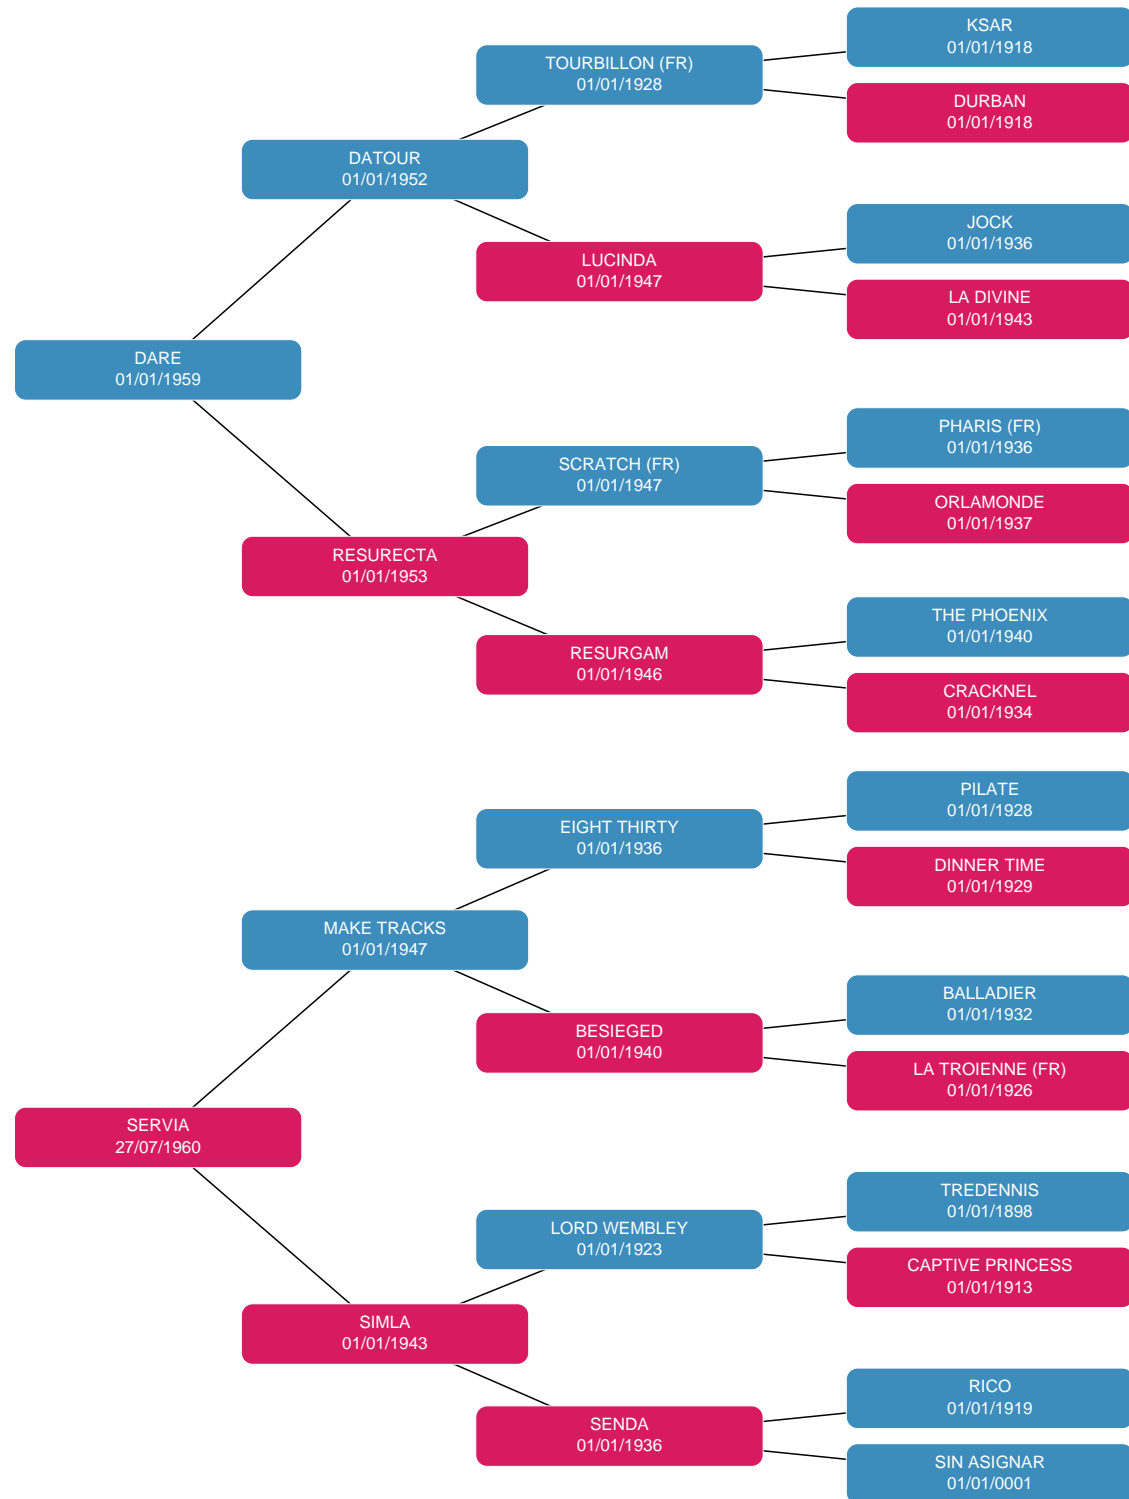 KSAR
01/01/1918
TOURBILLON (FR)
01/01/1928
DURBAN
01/01/1918
DATOUR
01/01/1952
JOCK
01/01/1936
LUCINDA
01/01/1947
LA DIVINE
01/01/1943
DARE
01/01/1959
PHARIS (FR)
01/01/1936
SCRATCH (FR)
01/01/1947
ORLAMONDE
01/01/1937
RESURECTA
01/01/1953
THE PHOENIX
01/01/1940
RESURGAM
01/01/1946
CRACKNEL
01/01/1934
PILATE
01/01/1928
EIGHT THIRTY
01/01/1936
DINNER TIME
01/01/1929
MAKE TRACKS
01/01/1947
BALLADIER
01/01/1932
BESIEGED
01/01/1940
LA TROIENNE (FR)
01/01/1926
SERVIA
27/07/1960
TREDENNIS
01/01/1898
LORD WEMBLEY
01/01/1923
CAPTIVE PRINCESS
01/01/1913
SIMLA
01/01/1943
RICO
01/01/1919
SENDA
01/01/1936
SIN ASIGNAR
01/01/0001